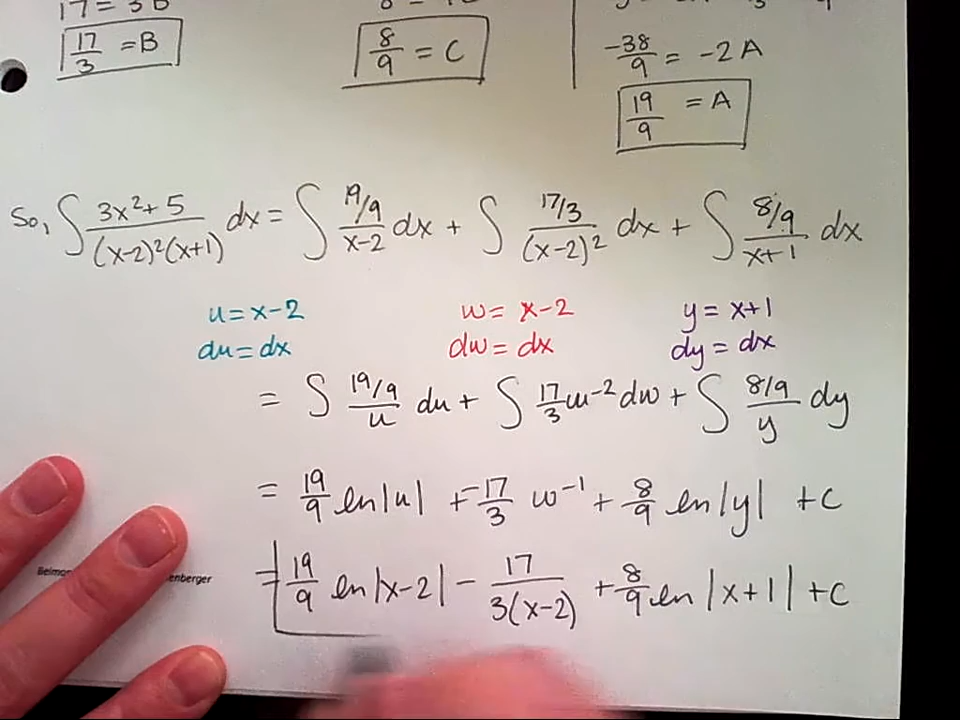 17 = 3B
17/3 = B
8/9 = C
-38/9 = -2A
19/9 = A
So, ∫ (3x²+5)/((x-2)²(x+1)) dx = ∫ (19/9)/(x-2) dx + ∫ (17/3)/(x-2)² dx + ∫ (8/9)/(x+1) dx
u = x-2 w = x-2 y = x+1
du = dx dw = dx dy = dx
= ∫ (19/9)/u du + ∫ 17/3 w⁻² dw + ∫ (8/9)/y dy
= 19/9 ln|u| + -17/3 w⁻¹ + 8/9 ln|y| + C
= 19/9 ln|x-2| - 17/(3(x-2)) + 8/9 ln|x+1| + C